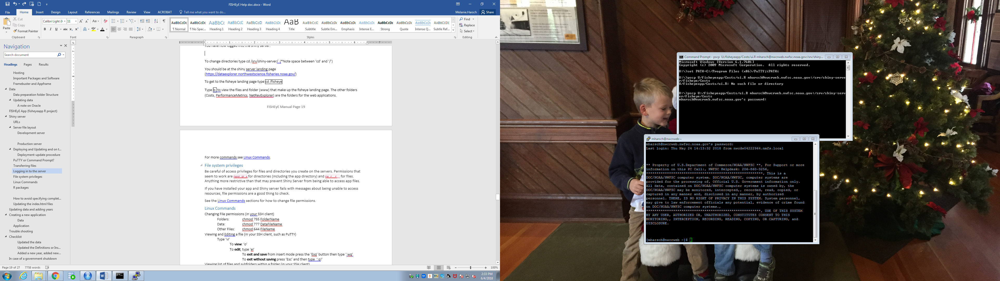 FISHEyE Help doc.docx - Word
File Home Insert Design Layout References Mailings Review View ACROBAT Tell me what you want to do... Melanie.Harsch Share
Paste
Cut
Copy
Format Painter
Clipboard
Calibri Light (H 11
Font
Paragraph
AaBbCcDc AaBbCcDc AaBbC AaBbCcC AaBbCcD AaBbCcDd AaB AaBbCcD AaBbCcDc AaBbCcDc AaBbCcDc AaBbCcDc AaBbCcDc AaBbCcDc AaBbCcDc
¶ Normal ¶ No Spac... Heading 1 Heading 2 Heading 3 Heading 4 Title Subtitle Subtle Em... Emphasis Intense E... Strong Quote Intense Q... Subtle Ref...
Styles
Find
Replace
Select
Editing
Navigation
Search document
Headings Pages Results
Hosting
Important Packages and Software
Framebuster and Appframe
Data
Data preparation folder Structure
Updating data
A note on Oracle
FISHEyE App (fisheyeapp R project)
Shiny server
URLs
Server file layout
Development server
Production server
Deploying and Updating and on t...
Deployment-update procedure
PuTTY or Command Prompt?
Transferring files
Logging in to the server
File system privileges
Linux Commands
R packages
How to avoid specifying complet...
Updating the index.html files
Updating data and adding years
Creating a new application
Data
Application
Trouble shooting
Checklist
Updated the data
Updated the Definitions or Ins...
Added a new year, added new...
In case of a government shutdown
You have now logged into the shiny server.
To change directories type cd /srv/shiny-server/ (*Note space between 'cd' and '/')
You should be at the shiny server landing page
(https://dataexplorer.northwestscience.fisheries.noaa.gov/)
To get to the fisheye landing page type cd /fisheye
Type ls to view the files and folder (www) that make up the fisheye landing page. The other folders
(Costs, PerformanceMetrics, NetRevExplorer) are the folders for the web applications.
FISHEyE Manual Page 19
For more commands see Linux Commands.
File system privileges
Be careful of access privileges for files and directories you create on the servers. Permissions that
seem to work are rwxr_sr_x for directories (including the app directory) and rw_r__r__ for files.
Anything more restrictive than that may prevent Shiny Server from being able to access app files.
If you have installed your app and Shiny server fails with messages about being unable to access
resources, file permissions are a good thing to check.
See the Linux Commands sections for how to change file permissions.
Linux Commands
Changing File permissions (in your SSH client)
Folders: chmod 755 FolderName
Data: chmod 777 DataFileName
Other Files: chmod 644 FileName
Viewing and Editing a file (in your SSH client, such as PuTTY)
Type 'vi'
To view: 'o'
To edit, type 'ei'
To exit and save from insert mode press the 'Esq' button then type ':wq'
To exit without saving press 'Esc' and then type ':q!'
Viewing list of files and subfolders within a folder (in your SSH client)
Page 19 of 27 7758 words
100%
2:33 PM
6/4/2018
Command Prompt - pscp U:/fisheyeapp/Costs/ui.R mharsch@nwcrweb.nwfsc.noaa.gov:/srv/shiny...
Microsoft Windows [Version 6.1.7601]
Copyright (c) 2009 Microsoft Corporation. All rights reserved.
U:\>set PATH=C:/Program Files (x86)/PuTTY;%PATH%
U:\>pscp U/fisheyeapp/Costs/ui.R mharsch@nwcrweb.nwfsc.noaa.gov:/srv/shiny-serve
r/fisheye/Costs
U/fisheyeapp/Costs/ui.R: No such file or directory
U:\>pscp U:/fisheyeapp/Costs/ui.R mharsch@nwcrweb.nwfsc.noaa.gov:/srv/shiny-serv
er/fisheye/Costs
mharsch@nwcrweb.nwfsc.noaa.gov's password:
mharsch@nwcrweb:~
mharsch@nwcrweb.nwfsc.noaa.gov's password:
Last login: Thu May 24 14:13:32 2018 from nwcdw04222964.nmfs.local
** Property of U.S.Department of Commerce/NOAA/NWFSC **, For Support or more
information on this PC Call:, NWFSC Helpdesk: 206-860-3256,
********************************************************, This is a
DOC/NOAA/NWFSC computer system. DOC/NOAA/NWFSC, computer systems are
provided for the processing of, Official U.S. Government information only.
All data, contained on DOC/NOAA/NWFSC computer systems is owned by, the
DOC/NOAA/NWFSC may be monitored, intercepted,, recorded, read, copied, or
captured in any manner and, disclosed in any manner, by authorized
personnel. THERE, IS NO RIGHT OF PRIVACY IN THIS SYSTEM. System personnel,
may give to law enforcement officials any potential, evidence of crime found
on DOC/NOAA/NWFSC computer systems.,
*******************************************************, USE OF THIS SYSTEM
BY ANY USER, AUTHORIZED OR, UNAUTHORIZED, CONSTITUTES CONSENT TO THIS
MONITORING,, INTERCEPTION, RECORDING, READING, COPYING, OR CAPTURING, and
DISCLOSURE.
[mharsch@nwcrweb ~]$